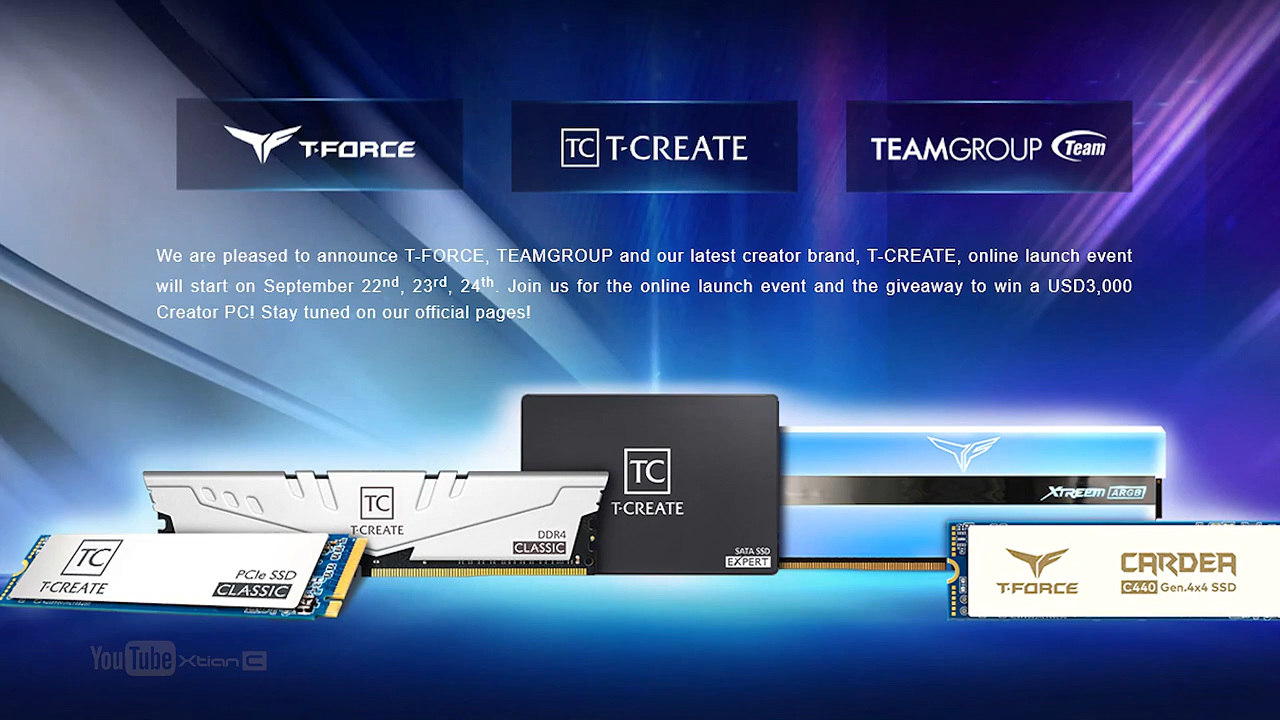 T-FORCE
TC T-CREATE
TEAMGROUP Team
We are pleased to announce T-FORCE, TEAMGROUP and our latest creator brand, T-CREATE, online launch event
will start on September 22nd, 23rd, 24th. Join us for the online launch event and the giveaway to win a USD3,000
Creator PC! Stay tuned on our official pages!
TC
T-CREATE
PCIe SSD
CLASSIC
TC
T-CREATE
DDR4
CLASSIC
TC
T-CREATE
SATA SSD
EXPERT
XTREEM ARGB
T-FORCE
CARDEA
C440 Gen.4x4 SSD
YouTube Xtian C